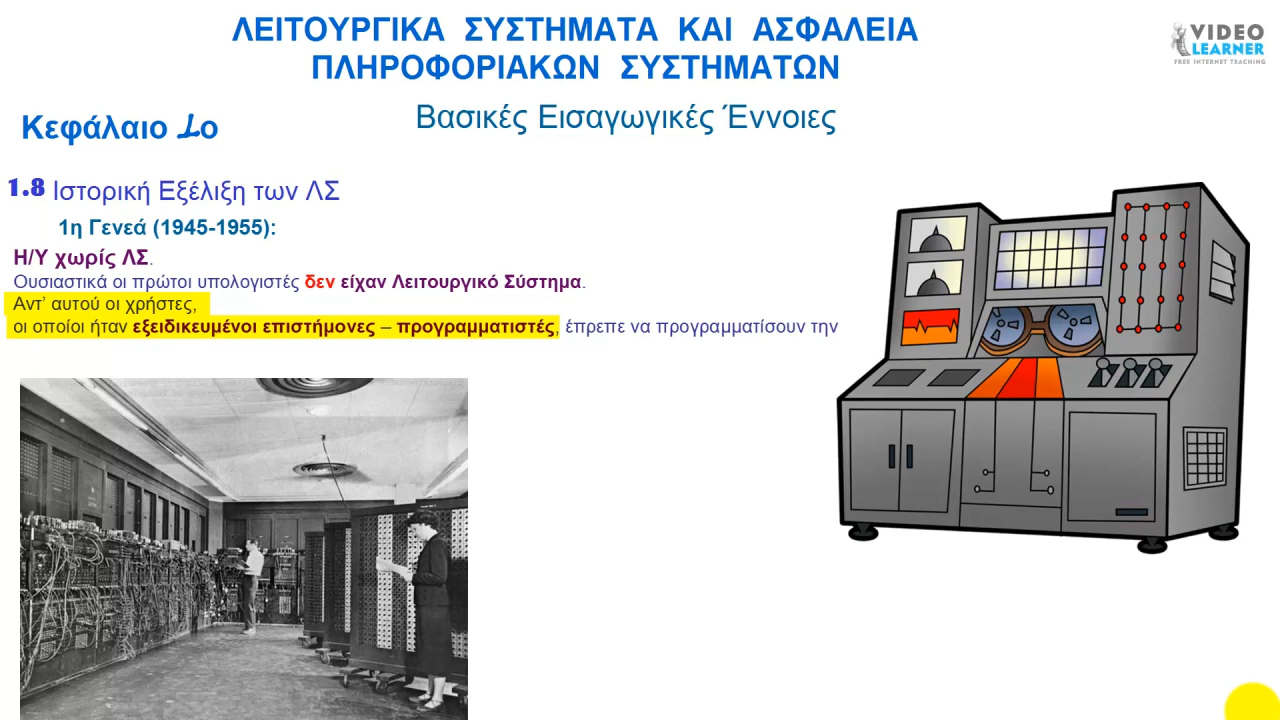 ΛΕΙΤΟΥΡΓΙΚΑ ΣΥΣΤΗΜΑΤΑ ΚΑΙ ΑΣΦΑΛΕΙΑ
ΠΛΗΡΟΦΟΡΙΑΚΩΝ ΣΥΣΤΗΜΑΤΩΝ
VIDEO
LEARNER
FREE INTERNET TEACHING
Βασικές Εισαγωγικές Έννοιες
Κεφάλαιο 1ο
1.8 Ιστορική Εξέλιξη των ΛΣ
1η Γενεά (1945-1955):
Η/Υ χωρίς ΛΣ.
Ουσιαστικά οι πρώτοι υπολογιστές δεν είχαν Λειτουργικό Σύστημα.
Αντ’ αυτού οι χρήστες,
οι οποίοι ήταν εξειδικευμένοι επιστήμονες – προγραμματιστές, έπρεπε να προγραμματίσουν την